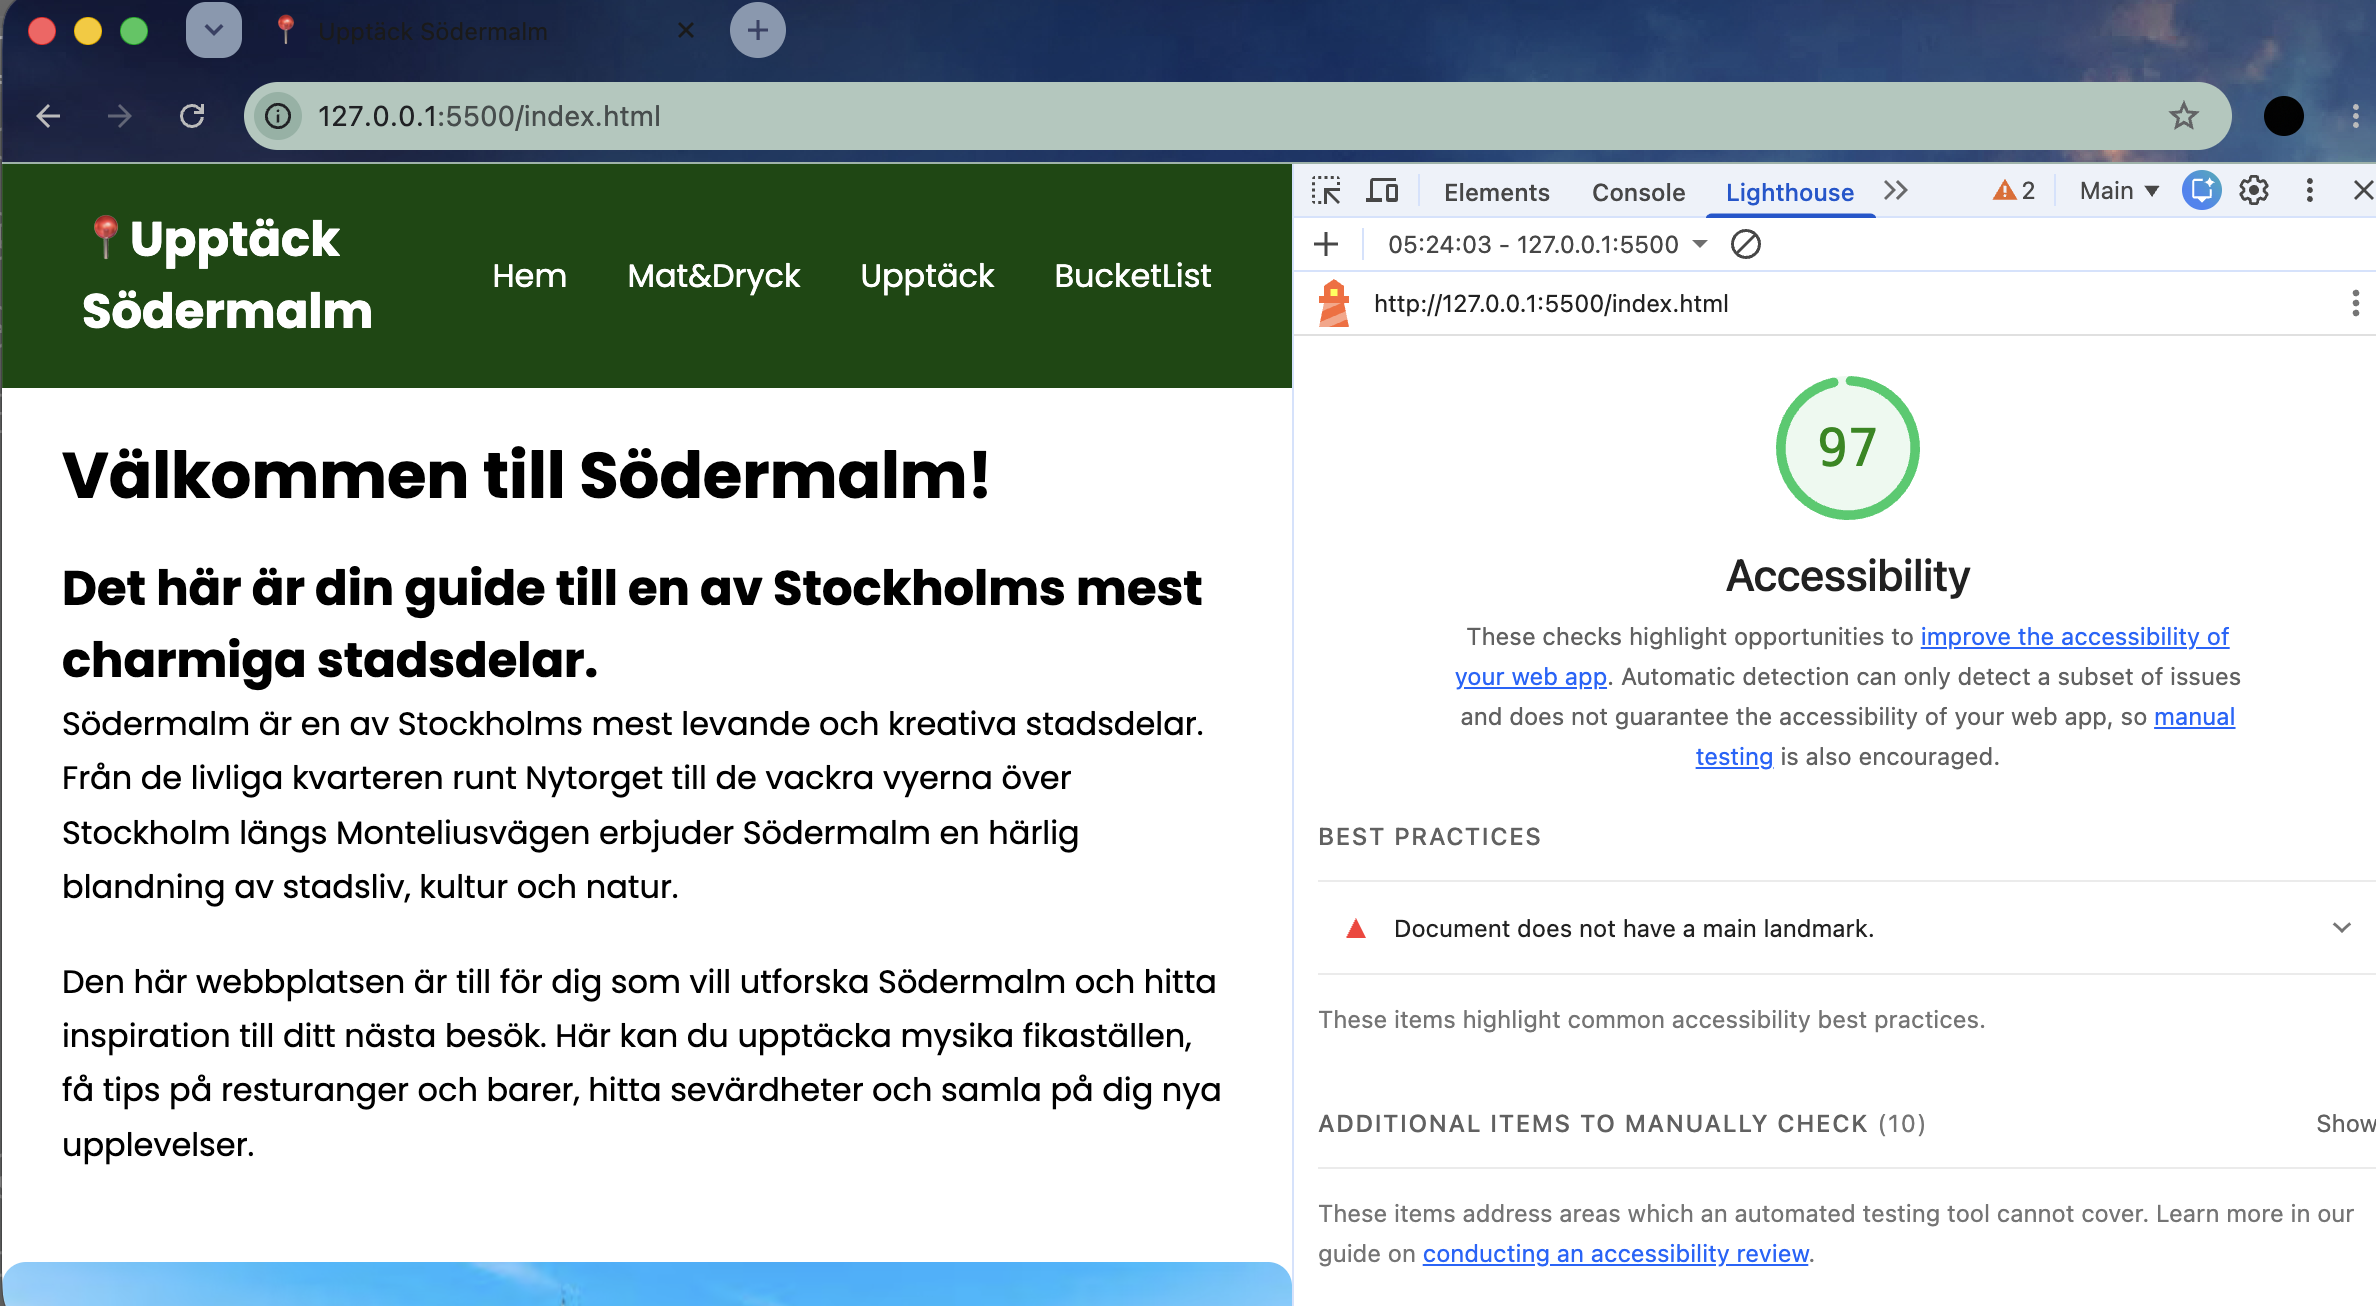 Upptäck Södermalm
127.0.0.1:5500/index.html
Upptäck
Södermalm
Hem Mat&Dryck Upptäck BucketList
Välkommen till Södermalm!
Det här är din guide till en av Stockholms mest
charmiga stadsdelar.
Södermalm är en av Stockholms mest levande och kreativa stadsdelar.
Från de livliga kvarteren runt Nytorget till de vackra vyerna över
Stockholm längs Monteliusvägen erbjuder Södermalm en härlig
blandning av stadsliv, kultur och natur.
Den här webbplatsen är till för dig som vill utforska Södermalm och hitta
inspiration till ditt nästa besök. Här kan du upptäcka mysika fikaställen,
få tips på resturanger och barer, hitta sevärdheter och samla på dig nya
upplevelser.
Elements Console Lighthouse 2 Main
05:24:03 - 127.0.0.1:5500
http://127.0.0.1:5500/index.html
97
Accessibility
These checks highlight opportunities to improve the accessibility of
your web app. Automatic detection can only detect a subset of issues
and does not guarantee the accessibility of your web app, so manual
testing is also encouraged.
BEST PRACTICES
Document does not have a main landmark.
These items highlight common accessibility best practices.
ADDITIONAL ITEMS TO MANUALLY CHECK (10) Show
These items address areas which an automated testing tool cannot cover. Learn more in our
guide on conducting an accessibility review.